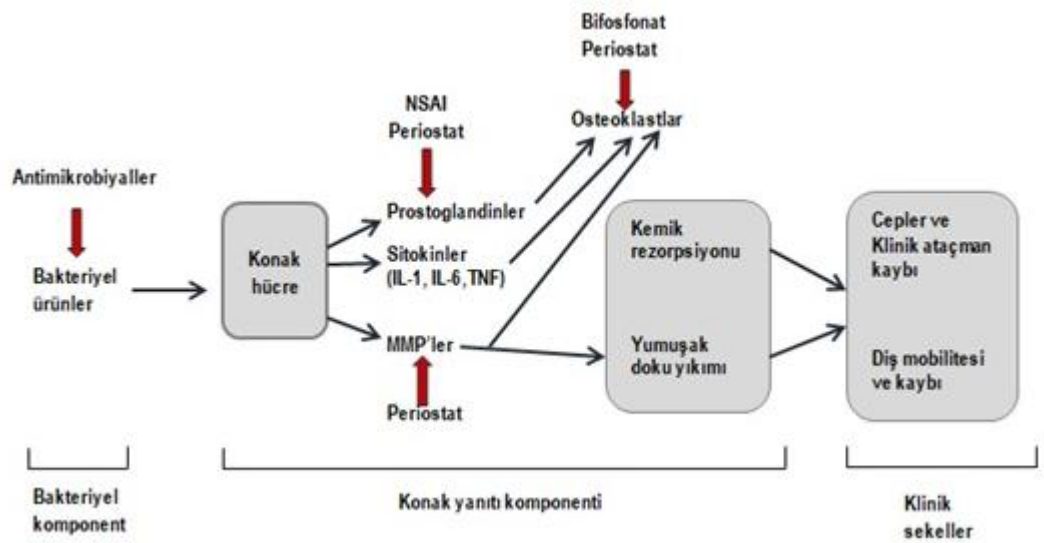 Bifosfonat
Periostat
NSAI
Periostat
Osteoklastlar
Antimikrobiyaller
Prostoglandinler
Konak
hücre
Sitokinler
(IL-1, IL-6, TNF)
Bakteriyel
ürünler
MMP'ler
Periostat
Kemik
rezorpsiyonu
Yumuşak
doku yıkımı
Cepler ve
Klinik ataçman
kaybı
Diş mobilitesi
ve kaybı
Bakteriyel
komponent
Konak yanıtı komponenti
Klinik
sekeller